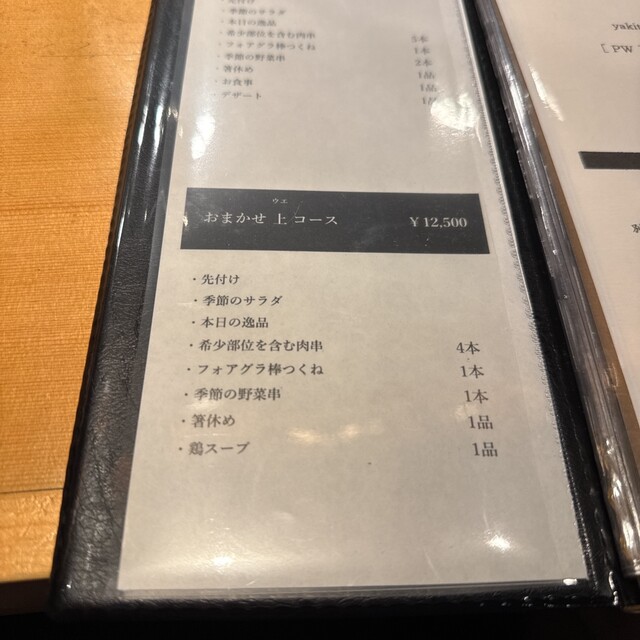 ・季節のサラダ
・本日の逸品
・希少部位を含む肉串 5本
・フォアグラ棒つくね 1本
・季節の野菜串 2本
・箸休め 1品
・お食事 1品
デザート 1品
ウエ
おまかせ 上 コース ¥12,500
・先付け
・季節のサラダ
・本日の逸品
・希少部位を含む肉串 4本
・フォアグラ棒つくね 1本
・季節の野菜串 1本
・箸休め 1品
・鶏スープ 1品
[ PW